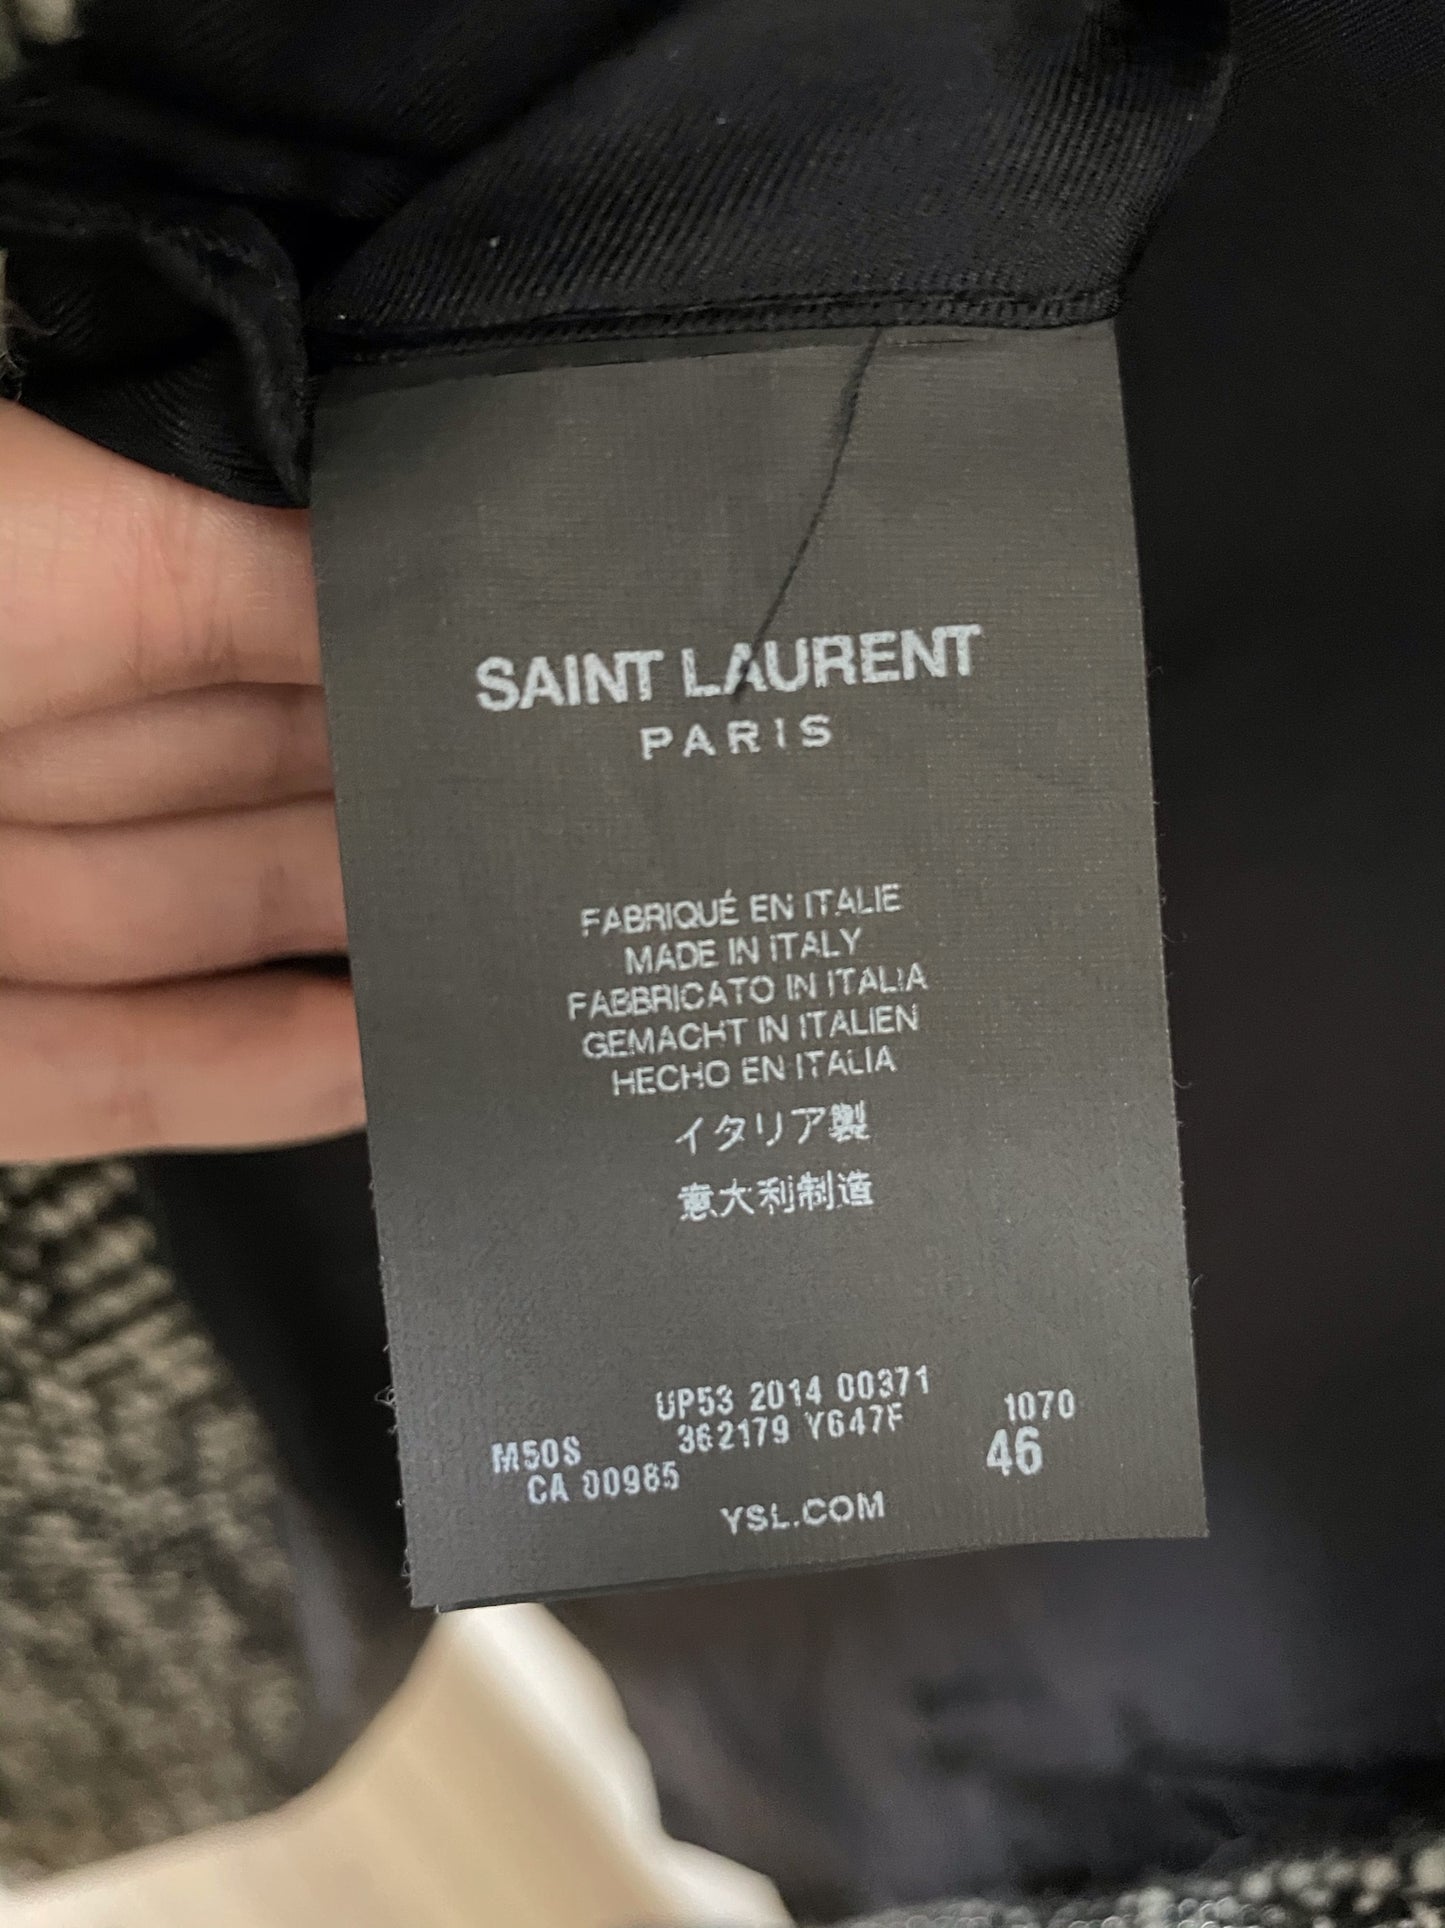 SAINT LAURENT
PARIS
FABRIQUÉ EN ITALIE
MADE IN ITALY
FABBRICATO IN ITALIA
GEMACHT IN ITALIEN
HECHO EN ITALIA
イタリア製
意大利制造
UP53 2014 00371 1070
M50S 362179 Y647F 46
CA 00985
YSL.COM